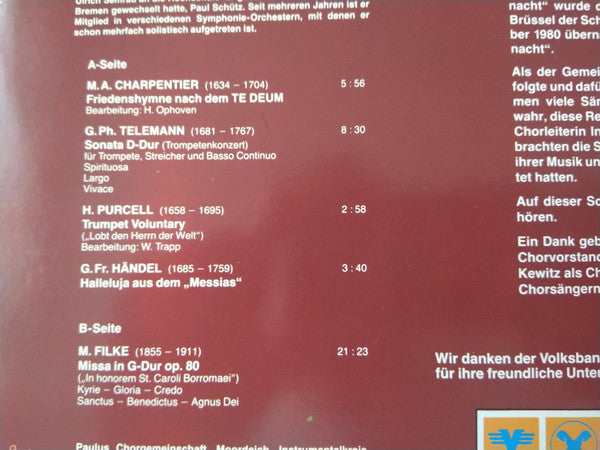 Bremen gewechselt hatte, Paul Schütz. Seit mehreren Jahren ist er
Mitglied in verschiedenen Symphonie-Orchestern, mit denen er
schon mehrfach solistisch aufgetreten ist.
A-Seite
M. A. CHARPENTIER (1634 – 1704) 5 : 56
Friedenshymne nach dem TE DEUM
Bearbeitung: H. Ophoven
G. Ph. TELEMANN (1681 – 1767) 8 : 30
Sonata D-Dur (Trompetenkonzert)
für Trompete, Streicher und Basso Continuo
Spirituosa
Largo
Vivace
H. PURCELL (1658 – 1695) 2 : 58
Trumpet Voluntary
(„Lobt den Herrn der Welt“)
Bearbeitung: W. Trapp
G. Fr. HÄNDEL (1685 – 1759) 3 : 40
Halleluja aus dem „Messias“
B-Seite
M. FILKE (1855 – 1911) 21 : 23
Missa in G-Dur op. 80
(„In honorem St. Caroli Borromaei“)
Kyrie – Gloria – Credo
Sanctus – Benedictus – Agnus Dei
Paulus Chorgemeinschaft Moordeich, Instrumentalkreis
nacht“ wurde d
Brüssel der Sch
ber 1980 übern
nacht“.
Als der Gemei
folgte und dafü
men viele Sän
wahr, diese Re
Chorleiterin In
brachten die S
ihrer Musik un
tet hatten.
Auf dieser Sc
hören.
Ein Dank geb
Chorvorstand
Kewitz als Ch
Chorsängern
Wir danken der Volksban
für ihre freundliche Unter